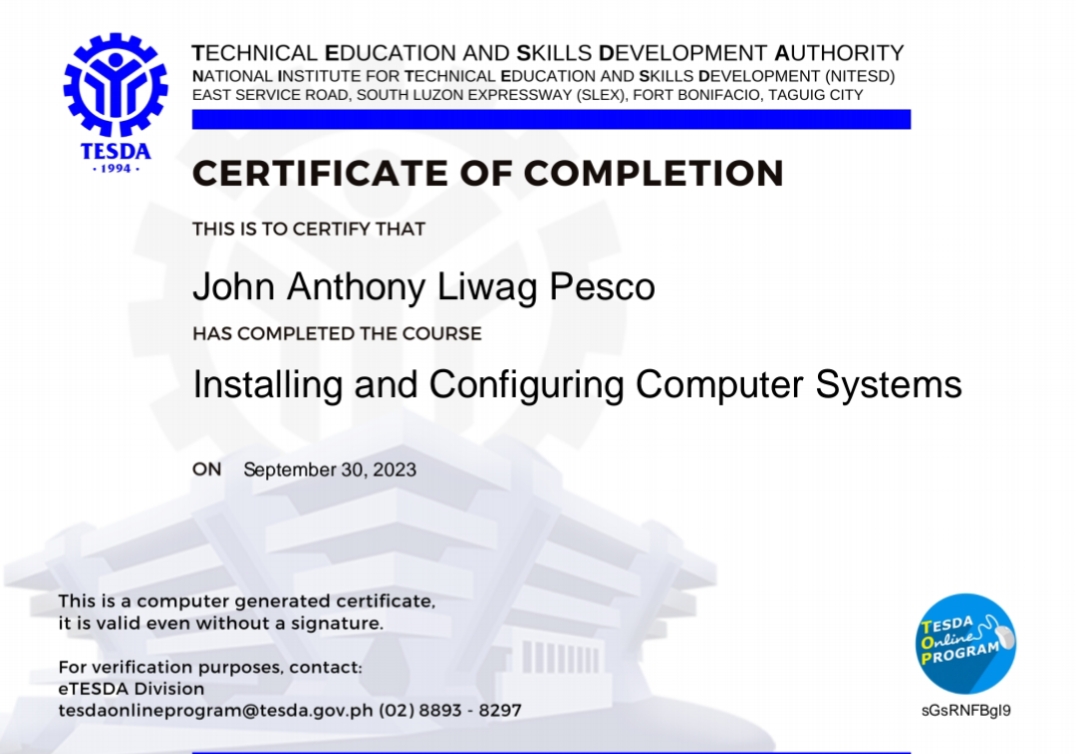 TECHNICAL EDUCATION AND SKILLS DEVELOPMENT AUTHORITY
NATIONAL INSTITUTE FOR TECHNICAL EDUCATION AND SKILLS DEVELOPMENT (NITESD)
EAST SERVICE ROAD, SOUTH LUZON EXPRESSWAY (SLEX), FORT BONIFACIO, TAGUIG CITY
TESDA
· 1994 ·
CERTIFICATE OF COMPLETION
THIS IS TO CERTIFY THAT
John Anthony Liwag Pesco
HAS COMPLETED THE COURSE
Installing and Configuring Computer Systems
ON September 30, 2023
This is a computer generated certificate,
it is valid even without a signature.
For verification purposes, contact:
eTESDA Division
tesdaonlineprogram@tesda.gov.ph (02) 8893 - 8297
TESDA
Online
PROGRAM
sGsRNFBgI9